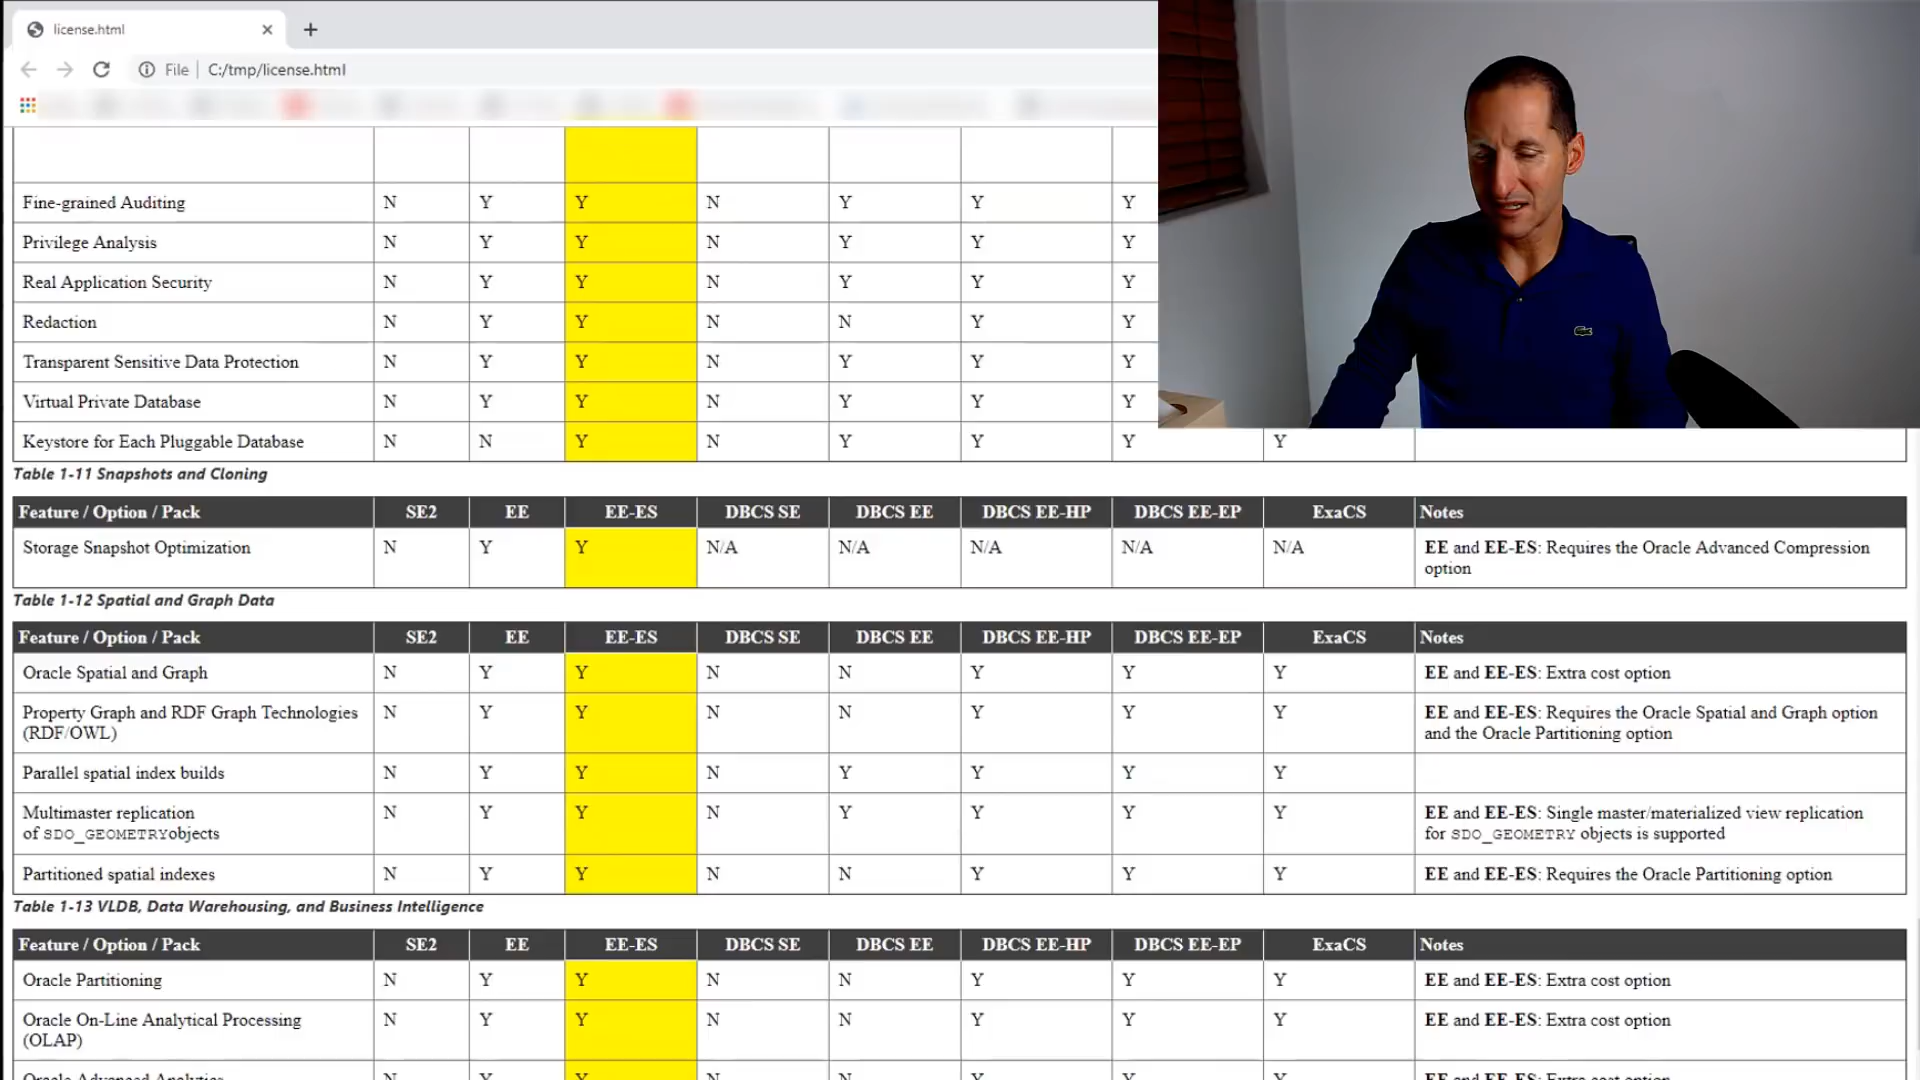 license.html
File C:/tmp/license.html
Fine-grained Auditing N Y Y N Y Y Y
Privilege Analysis N Y Y N Y Y Y
Real Application Security N Y Y N Y Y Y
Redaction N Y Y N N Y Y
Transparent Sensitive Data Protection N Y Y N Y Y Y
Virtual Private Database N Y Y N Y Y Y
Keystore for Each Pluggable Database N N Y N Y Y Y Y
Table 1-11 Snapshots and Cloning
Feature / Option / Pack SE2 EE EE-ES DBCS SE DBCS EE DBCS EE-HP DBCS EE-EP ExaCS Notes
Storage Snapshot Optimization N Y Y N/A N/A N/A N/A N/A EE and EE-ES: Requires the Oracle Advanced Compression
option
Table 1-12 Spatial and Graph Data
Feature / Option / Pack SE2 EE EE-ES DBCS SE DBCS EE DBCS EE-HP DBCS EE-EP ExaCS Notes
Oracle Spatial and Graph N Y Y N N Y Y Y EE and EE-ES: Extra cost option
Property Graph and RDF Graph Technologies N Y Y N N Y Y Y EE and EE-ES: Requires the Oracle Spatial and Graph option
(RDF/OWL) and the Oracle Partitioning option
Parallel spatial index builds N Y Y N Y Y Y Y
Multimaster replication N Y Y N Y Y Y Y EE and EE-ES: Single master/materialized view replication
of SDO_GEOMETRYobjects for SDO_GEOMETRY objects is supported
Partitioned spatial indexes N Y Y N N Y Y Y EE and EE-ES: Requires the Oracle Partitioning option
Table 1-13 VLDB, Data Warehousing, and Business Intelligence
Feature / Option / Pack SE2 EE EE-ES DBCS SE DBCS EE DBCS EE-HP DBCS EE-EP ExaCS Notes
Oracle Partitioning N Y Y N N Y Y Y EE and EE-ES: Extra cost option
Oracle On-Line Analytical Processing N Y Y N N Y Y Y EE and EE-ES: Extra cost option
(OLAP)
Oracle Advanced Analytics N Y Y N N Y Y Y EE and EE-ES: Extra cost option